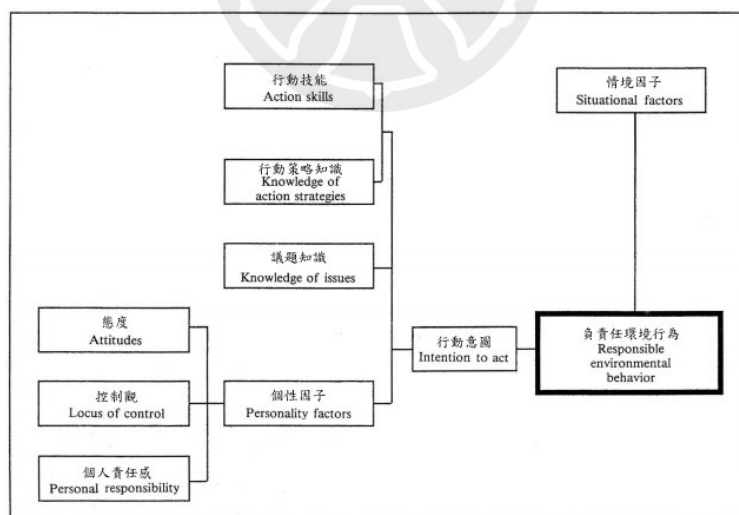 行動技能
Action skills
情境因子
Situational factors
行動策略知識
Knowledge of
action strategies
議題知識
Knowledge of issues
態度
Attitudes
行動意圖
Intention to act
負責任環境行為
Responsible
environmental
behavior
控制觀
Locus of control
個性因子
Personality factors
個人責任感
Personal responsibility